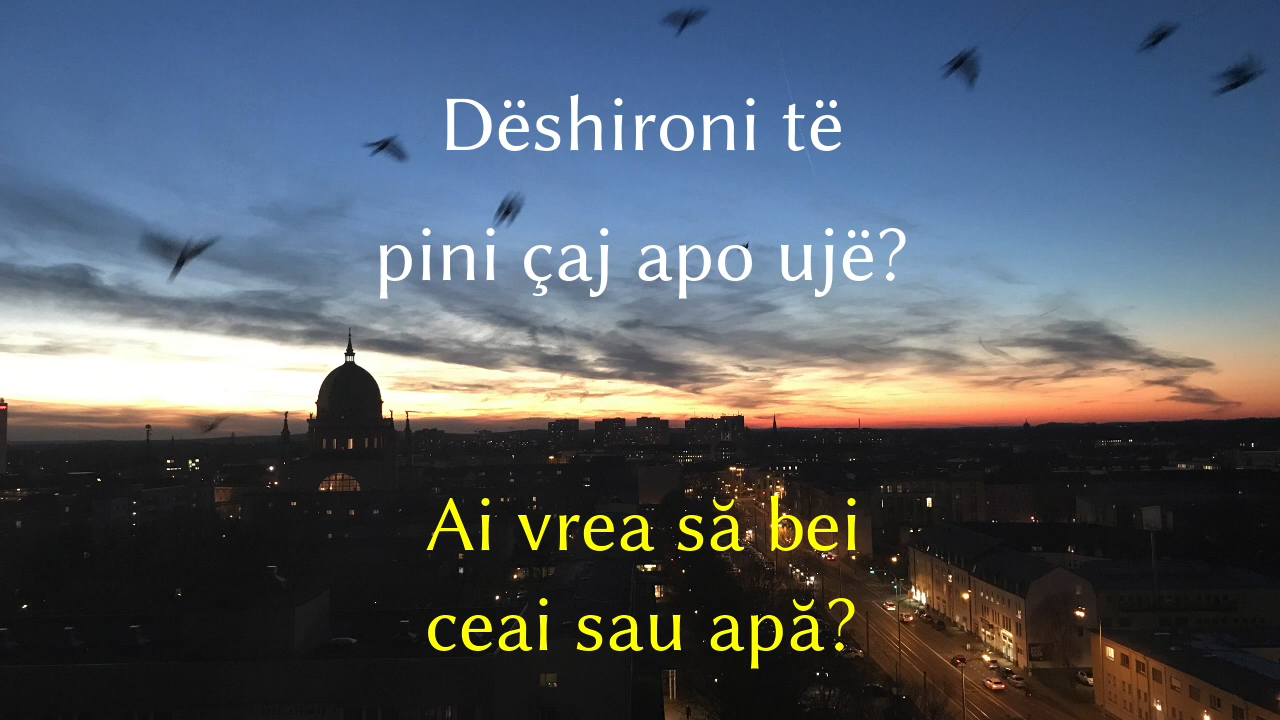 Dëshironi të
pini çaj apo ujë?
Ai vrea să bei
ceai sau apă?